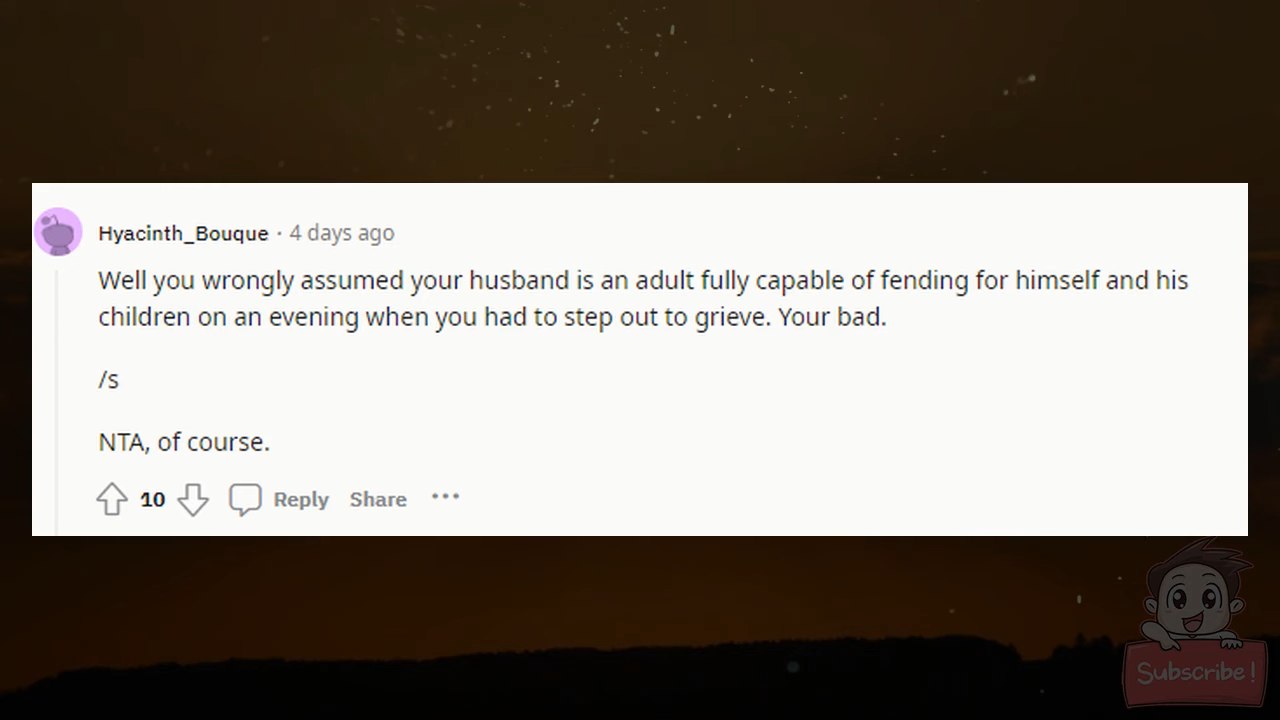 Hyacinth_Bouque · 4 days ago
Well you wrongly assumed your husband is an adult fully capable of fending for himself and his
children on an evening when you had to step out to grieve. Your bad.
/s
NTA, of course.
10 Reply Share ...
Subscribe!